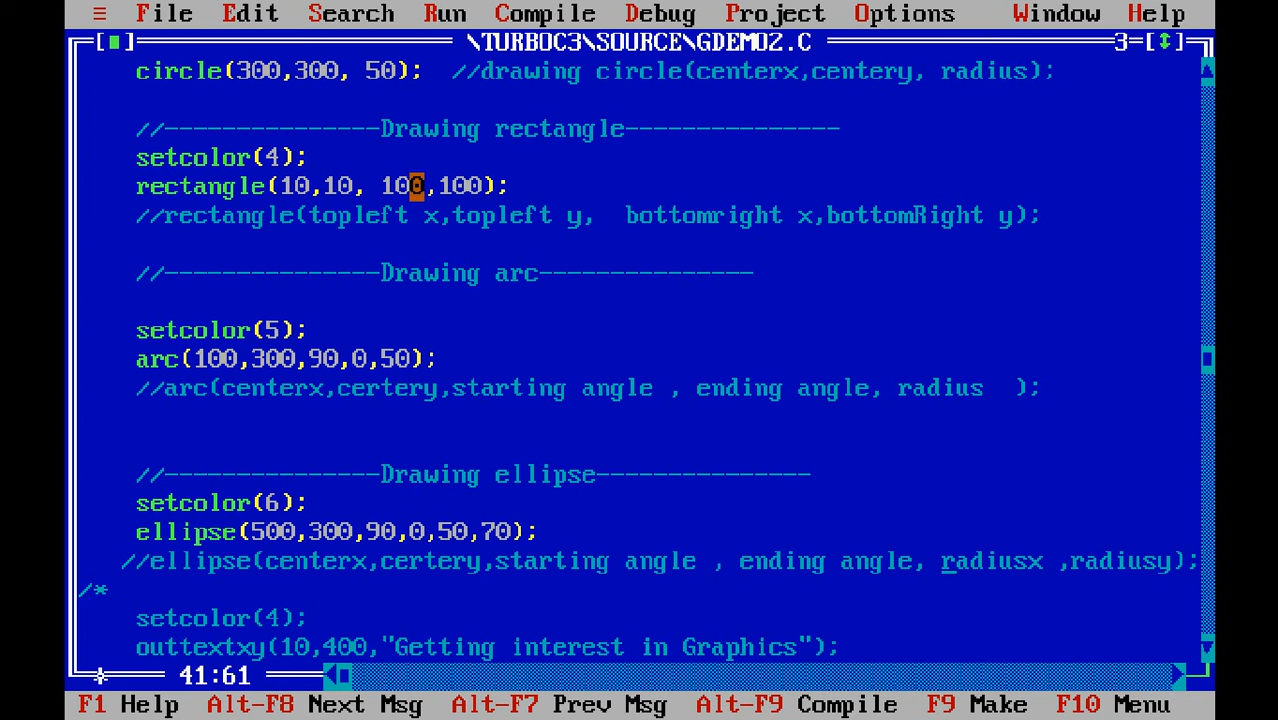 ≡ File Edit Search Run Compile Debug Project Options Window Help
[■] \TURBOC3\SOURCE\GDEMO2.C 3=[↕]
circle(300,300, 50);  //drawing circle(centerx,centery, radius);
//---------------Drawing rectangle---------------
setcolor(4);
rectangle(10,10, 100,100);
//rectangle(topleft x,topleft y,  bottomright x,bottomRight y);
//---------------Drawing arc---------------
setcolor(5);
arc(100,300,90,0,50);
//arc(centerx,certery,starting angle , ending angle, radius  );
//---------------Drawing ellipse---------------
setcolor(6);
ellipse(500,300,90,0,50,70);
//ellipse(centerx,certery,starting angle , ending angle, radiusx ,radiusy);
/*
setcolor(4);
outtextxy(10,400,"Getting interest in Graphics");
41:61
F1 Help Alt-F8 Next Msg Alt-F7 Prev Msg Alt-F9 Compile F9 Make F10 Menu